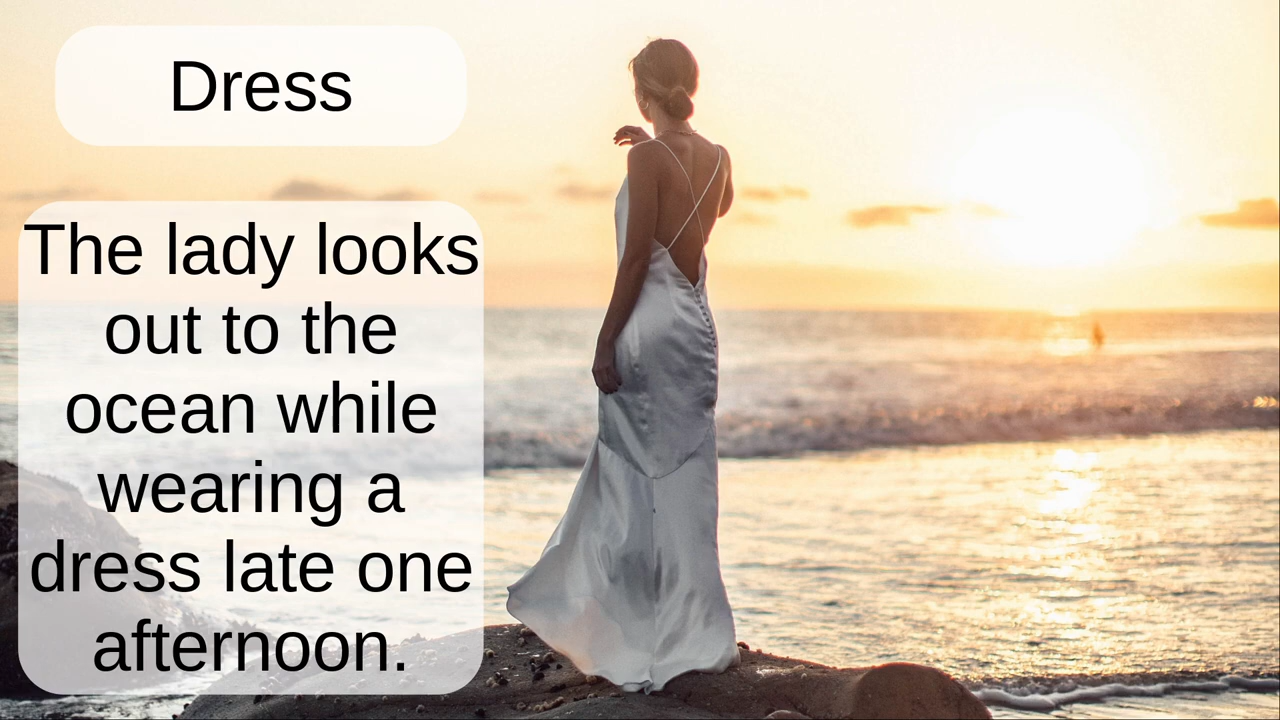 Dress
The lady looks
out to the
ocean while
wearing a
dress late one
afternoon.